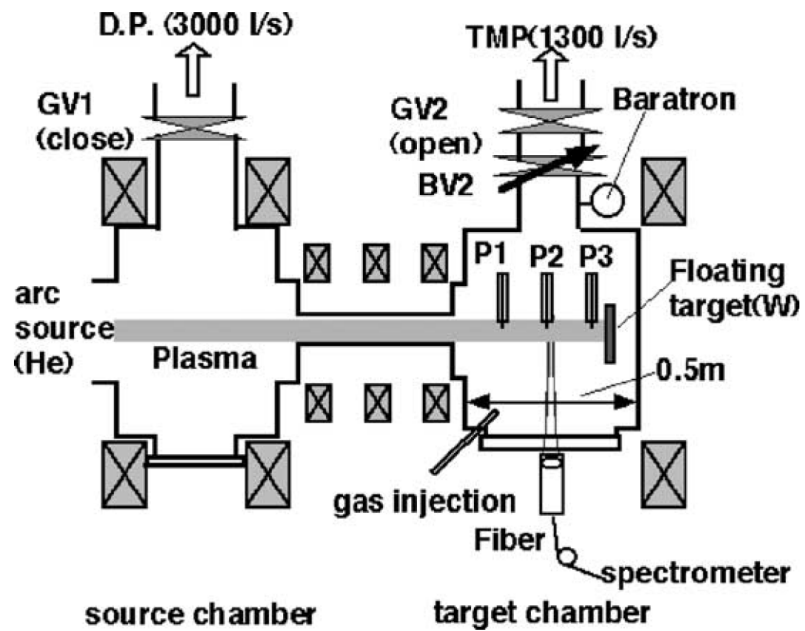 D.P. (3000 l/s)
TMP(1300 l/s)
GV1
(close)
GV2
(open)
Baratron
BV2
P1 P2 P3
Floating
target(W)
arc
source
(He)
Plasma
0.5m
gas injection
Fiber
spectrometer
source chamber
target chamber